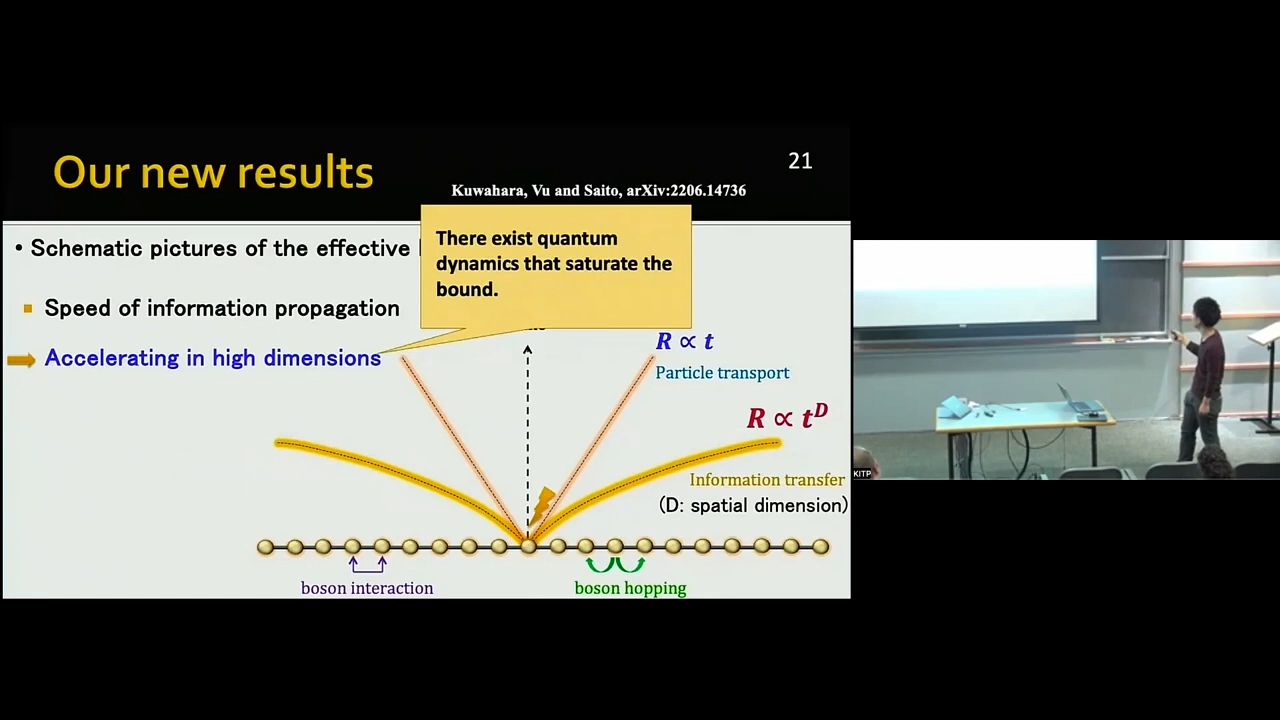 Our new results
21
Kuwahara, Vu and Saito, arXiv:2206.14736
• Schematic pictures of the effective
There exist quantum
dynamics that saturate the
bound.
Speed of information propagation
Accelerating in high dimensions
R ∝ t
Particle transport
R ∝ t^D
Information transfer
(D: spatial dimension)
boson interaction
boson hopping
KITP